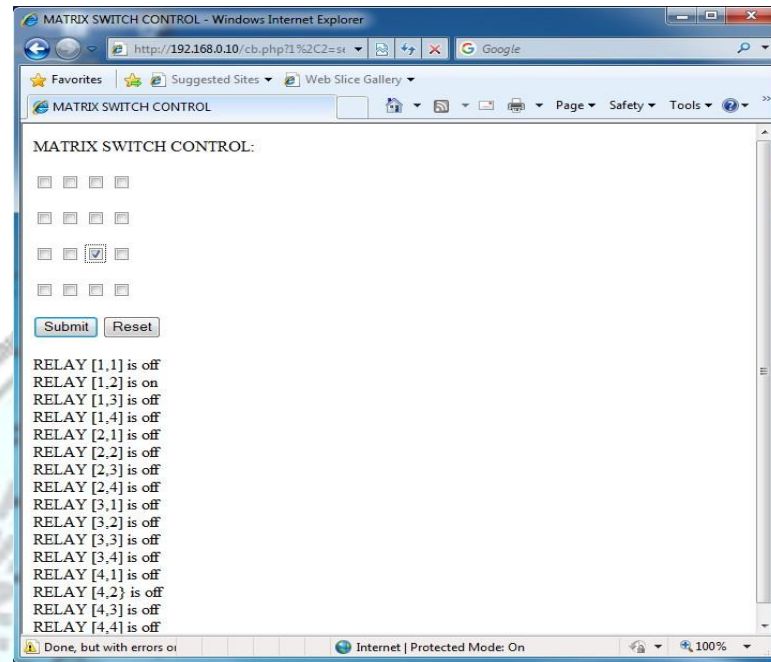 MATRIX SWITCH CONTROL - Windows Internet Explorer
http://192.168.0.10/cb.php?1%2C2=se
Google
Favorites Suggested Sites Web Slice Gallery
MATRIX SWITCH CONTROL Page Safety Tools »
MATRIX SWITCH CONTROL:
Submit Reset
RELAY [1,1] is off
RELAY [1,2] is on
RELAY [1,3] is off
RELAY [1,4] is off
RELAY [2,1] is off
RELAY [2,2] is off
RELAY [2,3] is off
RELAY [2,4] is off
RELAY [3,1] is off
RELAY [3,2] is off
RELAY [3,3] is off
RELAY [3,4] is off
RELAY [4,1] is off
RELAY [4,2} is off
RELAY [4,3] is off
RELAY [4,4] is off
Done, but with errors o Internet | Protected Mode: On 100%